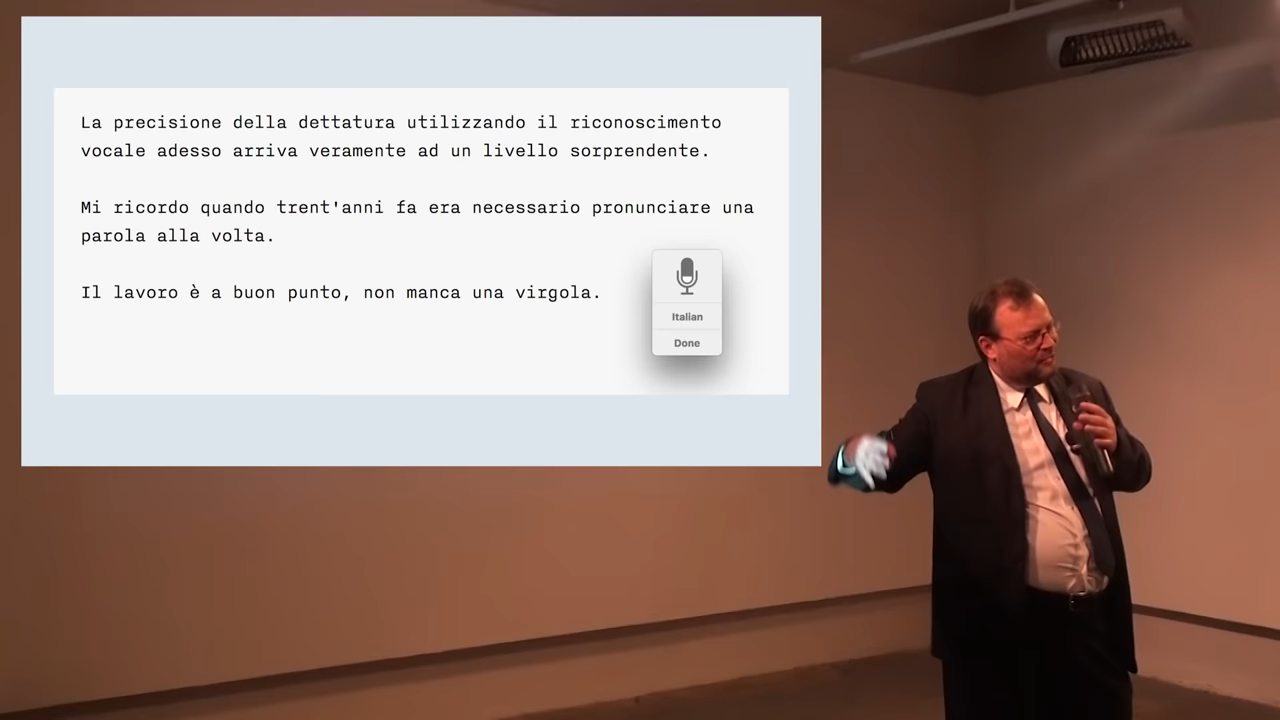 La precisione della dettatura utilizzando il riconoscimento
vocale adesso arriva veramente ad un livello sorprendente.
Mi ricordo quando trent'anni fa era necessario pronunciare una
parola alla volta.
Il lavoro è a buon punto, non manca una virgola.
Italian
Done